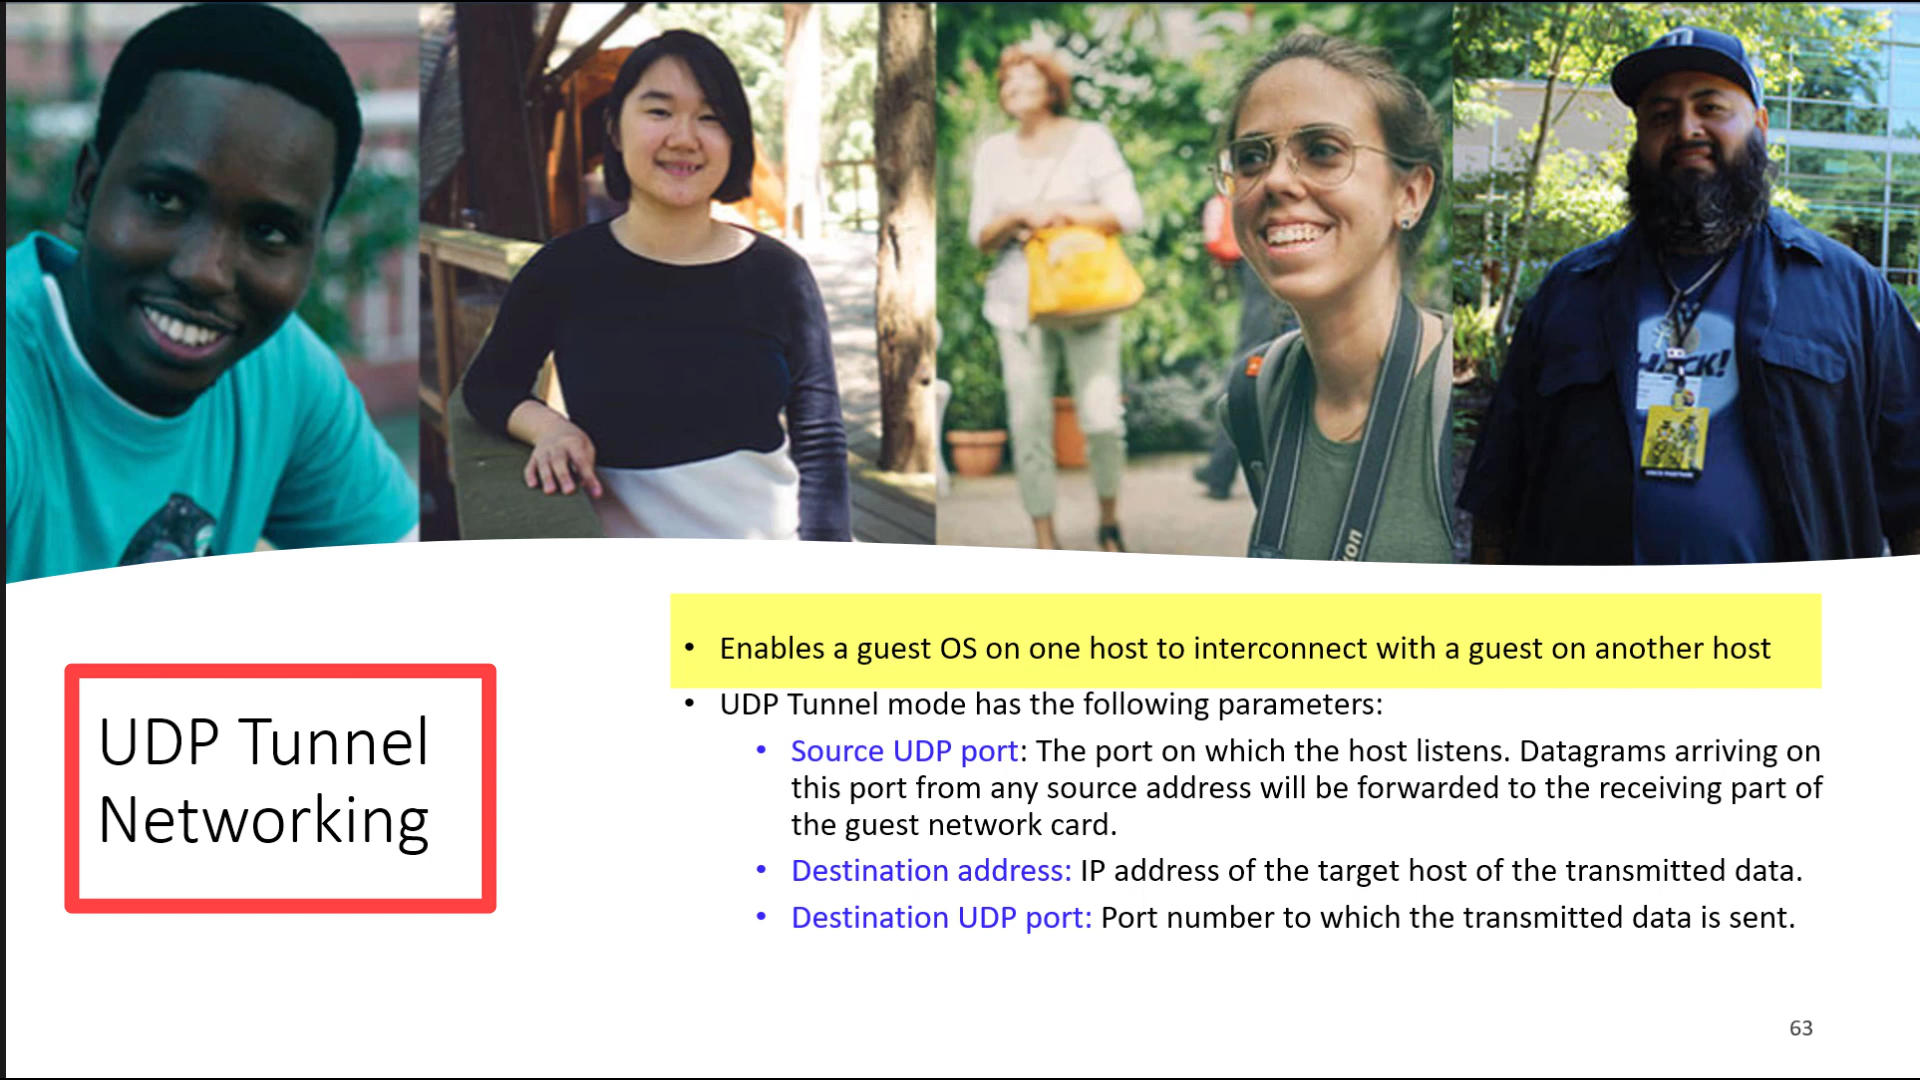 UDP Tunnel
Networking
• Enables a guest OS on one host to interconnect with a guest on another host
• UDP Tunnel mode has the following parameters:
• Source UDP port: The port on which the host listens. Datagrams arriving on
this port from any source address will be forwarded to the receiving part of
the guest network card.
• Destination address: IP address of the target host of the transmitted data.
• Destination UDP port: Port number to which the transmitted data is sent.
63